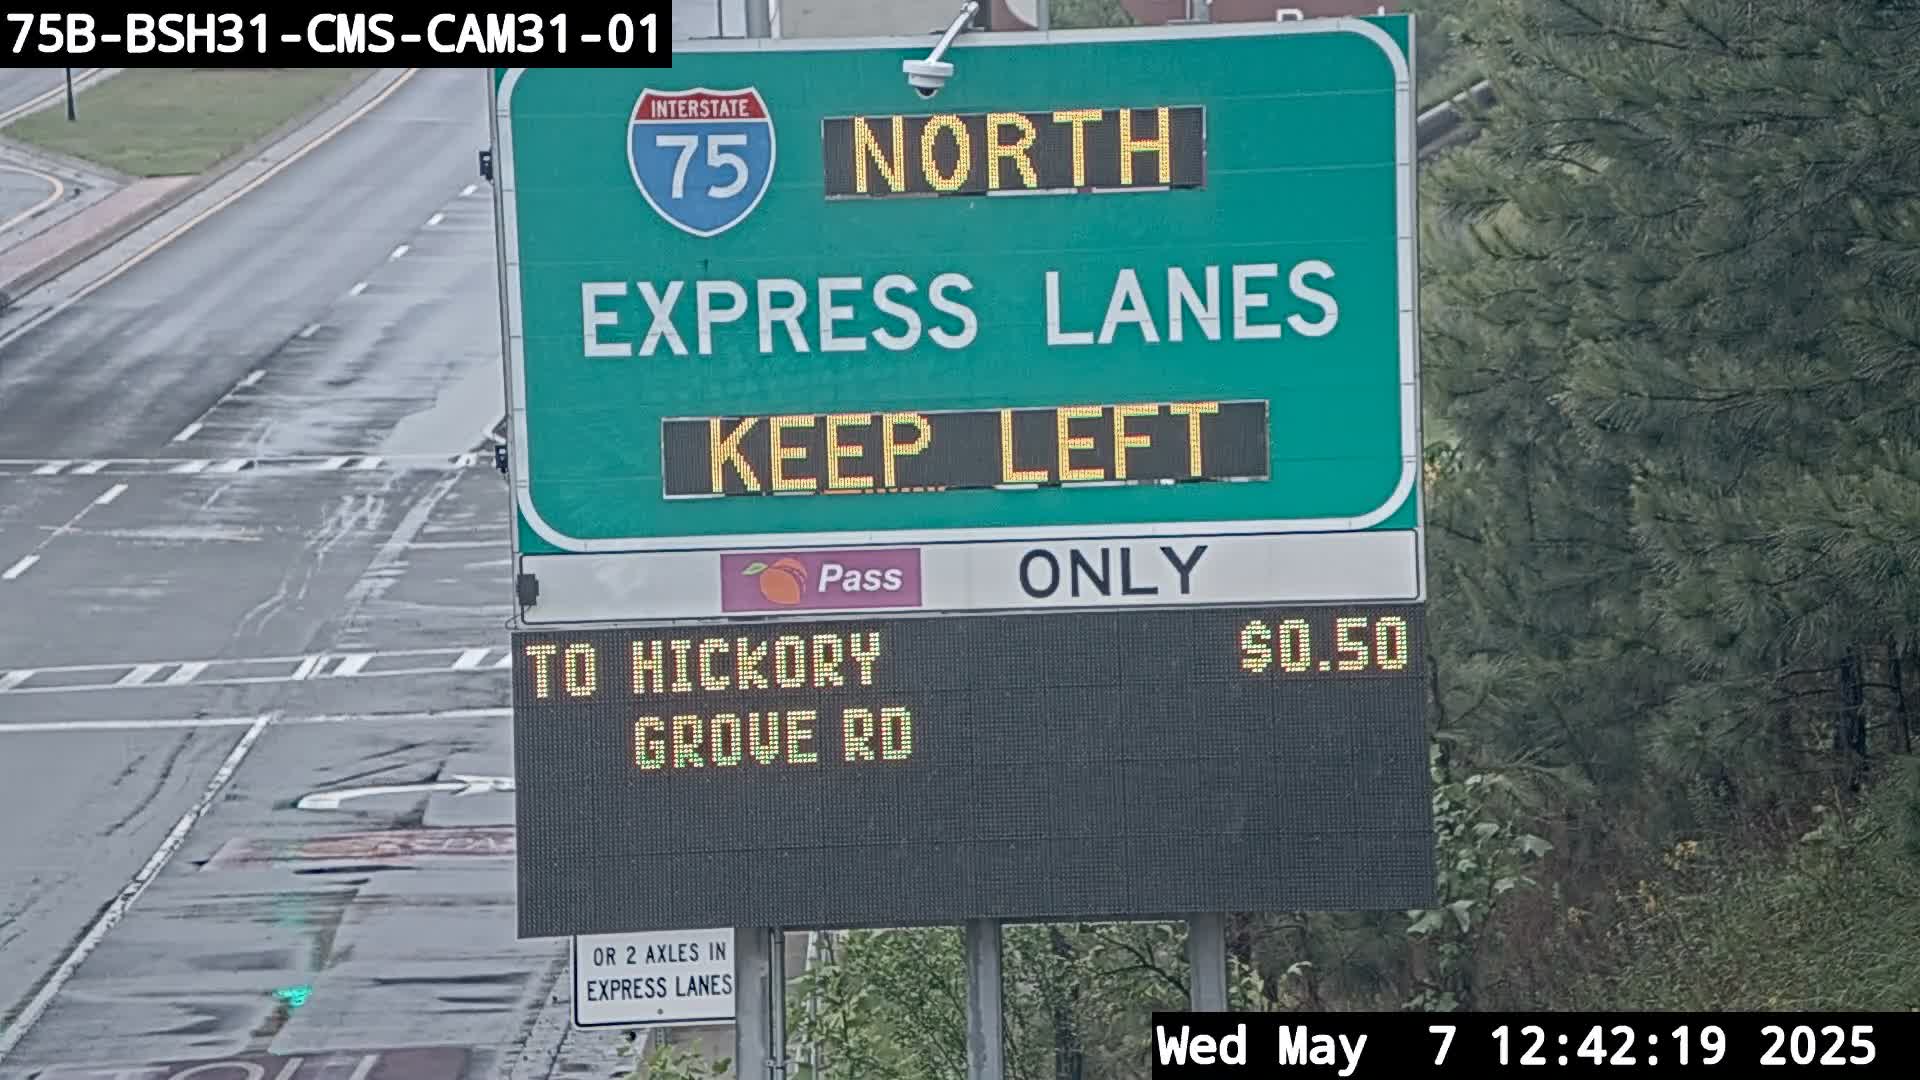 75B-BSH31-CMS-CAM31-01
INTERSTATE
75
NORTH
EXPRESS LANES
KEEP LEFT
Pass ONLY
TO HICKORY $0.50
GROVE RD
OR 2 AXLES IN
EXPRESS LANES
Wed May 7 12:42:19 2025